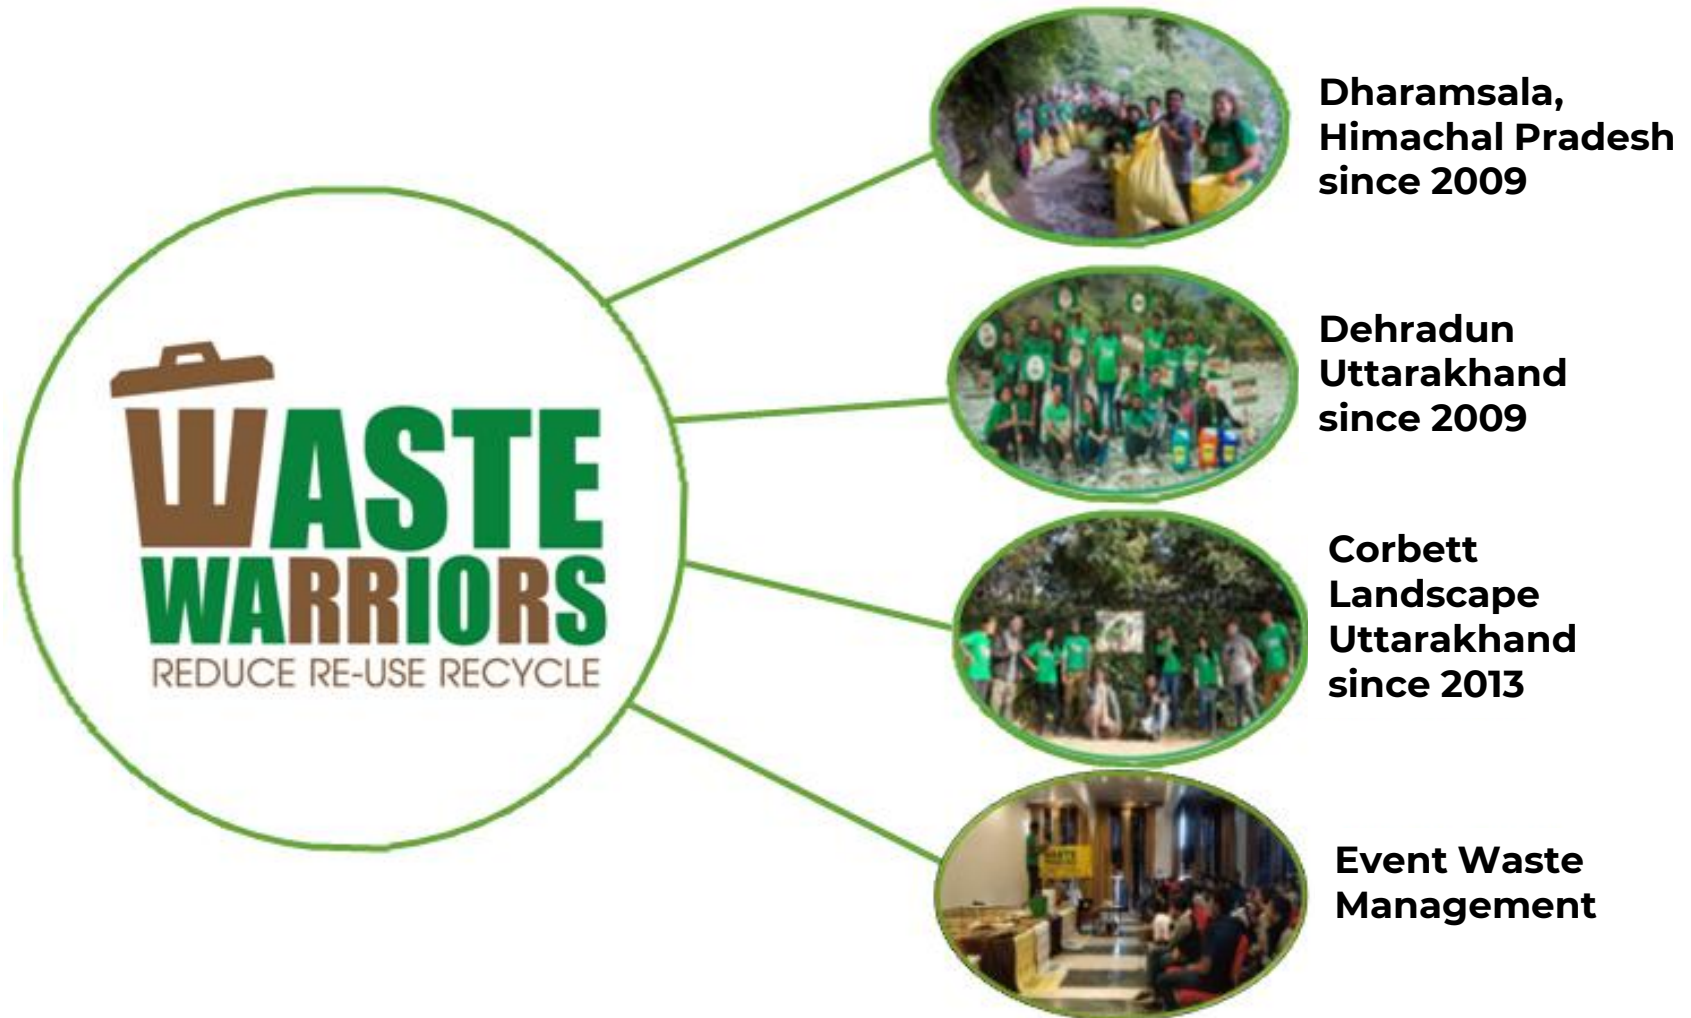 WASTE
WARRIORS
REDUCE RE-USE RECYCLE
Dharamsala,
Himachal Pradesh
since 2009
Dehradun
Uttarakhand
since 2009
Corbett
Landscape
Uttarakhand
since 2013
Event Waste
Management